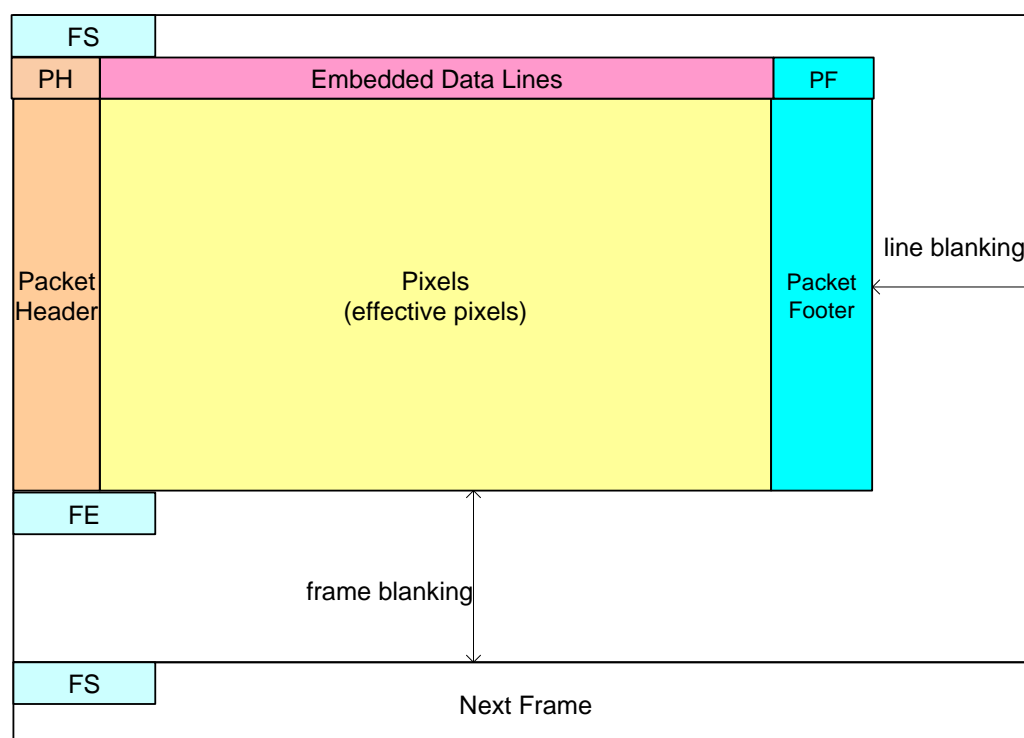 FS
PH
Embedded Data Lines
PF
Packet
Header
Pixels
(effective pixels)
Packet
Footer
line blanking
FE
frame blanking
FS
Next Frame